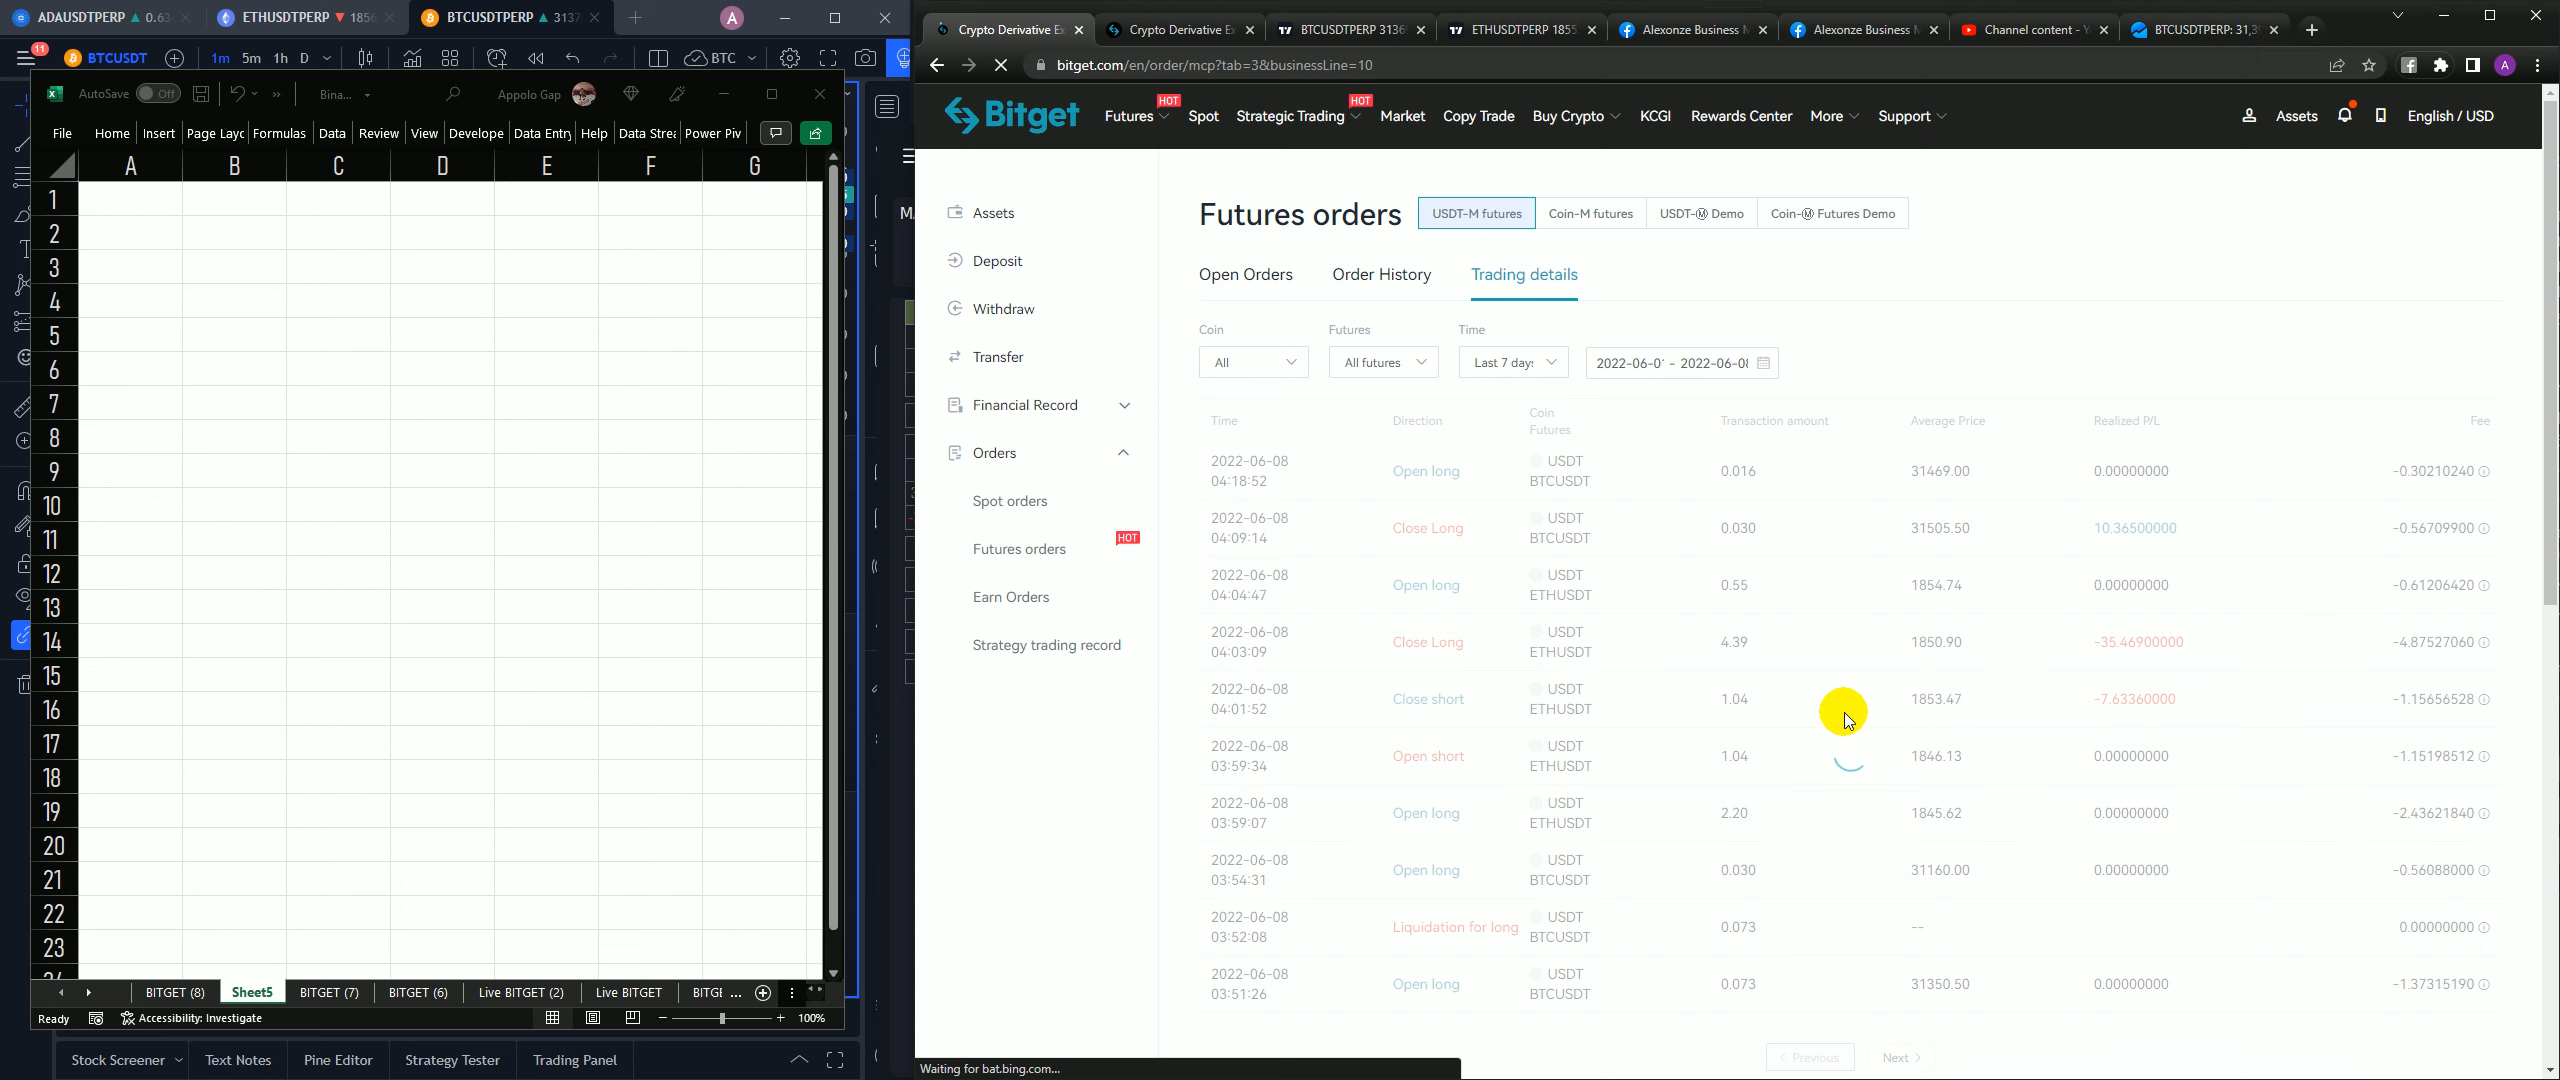 ADAUSDTPERP ▲ 0.63
ETHUSDTPERP ▼ 1856
BTCUSDTPERP ▲ 3137
A
11
BTCUSDT
1m 5m 1h D
BTC
AutoSave Off
Bina...
Appolo Gap
File Home Insert Page Layc Formulas Data Review View Develope Data Entry Help Data Strea Power Piv
A B C D E F G
1
2
3
4
5
6
7
8
9
10
11
12
13
14
15
16
17
18
19
20
21
22
23
24
BITGET (8) Sheet5 BITGET (7) BITGET (6) Live BITGET (2) Live BITGET BITGE ...
Ready Accessibility: Investigate 100%
Stock Screener Text Notes Pine Editor Strategy Tester Trading Panel
Crypto Derivative Ex
Crypto Derivative Ex
BTCUSDTPERP 3136
ETHUSDTPERP 1855
Alexonze Business M
Alexonze Business M
Channel content - Y
BTCUSDTPERP: 31,3
bitget.com/en/order/mcp?tab=3&businessLine=10
A
Bitget
Futures HOT Spot Strategic Trading HOT Market Copy Trade Buy Crypto KCGI Rewards Center More Support
Assets English / USD
Assets
Deposit
Withdraw
Transfer
Financial Record
Orders
Spot orders
Futures orders HOT
Earn Orders
Strategy trading record
Futures orders USDT-M futures Coin-M futures USDT-Ⓜ Demo Coin-Ⓜ Futures Demo
Open Orders Order History Trading details
Coin Futures Time
All All futures Last 7 days 2022-06-0 - 2022-06-0
Time Direction Coin Futures Transaction amount Average Price Realized P/L Fee
2022-06-08 04:18:52 Open long USDT BTCUSDT 0.016 31469.00 0.00000000 -0.30210240
2022-06-08 04:09:14 Close Long USDT BTCUSDT 0.030 31505.50 10.36500000 -0.56709900
2022-06-08 04:04:47 Open long USDT ETHUSDT 0.55 1854.74 0.00000000 -0.61206420
2022-06-08 04:03:09 Close Long USDT ETHUSDT 4.39 1850.90 -35.46900000 -4.87527060
2022-06-08 04:01:52 Close short USDT ETHUSDT 1.04 1853.47 -7.63360000 -1.15656528
2022-06-08 03:59:34 Open short USDT ETHUSDT 1.04 1846.13 0.00000000 -1.15198512
2022-06-08 03:59:07 Open long USDT ETHUSDT 2.20 1845.62 0.00000000 -2.43621840
2022-06-08 03:54:31 Open long USDT BTCUSDT 0.030 31160.00 0.00000000 -0.56088000
2022-06-08 03:52:08 Liquidation for long USDT BTCUSDT 0.073 -- 0.00000000
2022-06-08 03:51:26 Open long USDT BTCUSDT 0.073 31350.50 0.00000000 -1.37315190
< Previous Next >
Waiting for bat.bing.com...